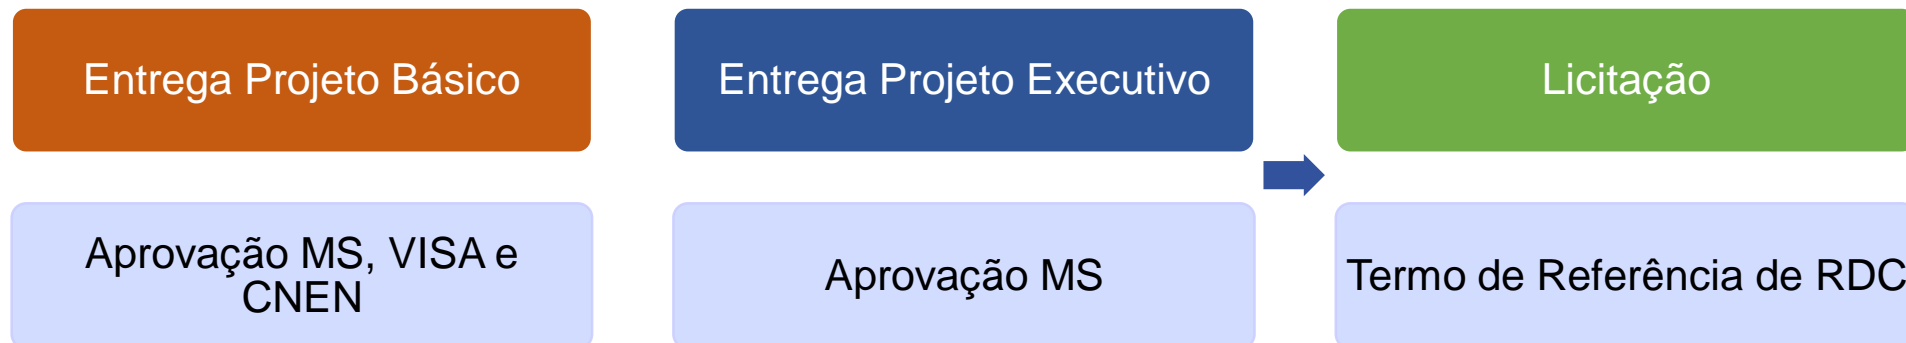 Entrega Projeto Básico
Entrega Projeto Executivo
Licitação
Aprovação MS, VISA e
CNEN
Aprovação MS
Termo de Referência de RDC